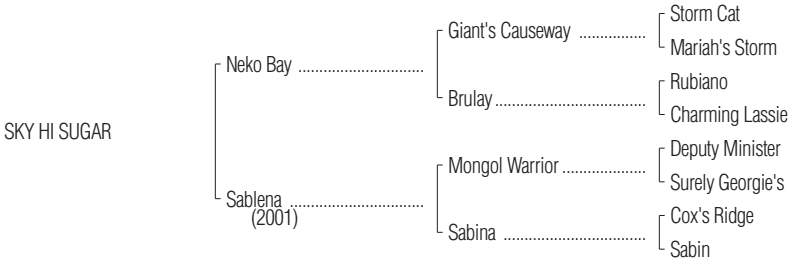 Storm Cat
Giant's Causeway ................
Mariah's Storm
Neko Bay ..............................
Rubiano
Brulay....................................
Charming Lassie
SKY HI SUGAR
Deputy Minister
Mongol Warrior ....................
Surely Georgie's
Sablena ................................
(2001)
Cox's Ridge
Sabina ..................................
Sabin